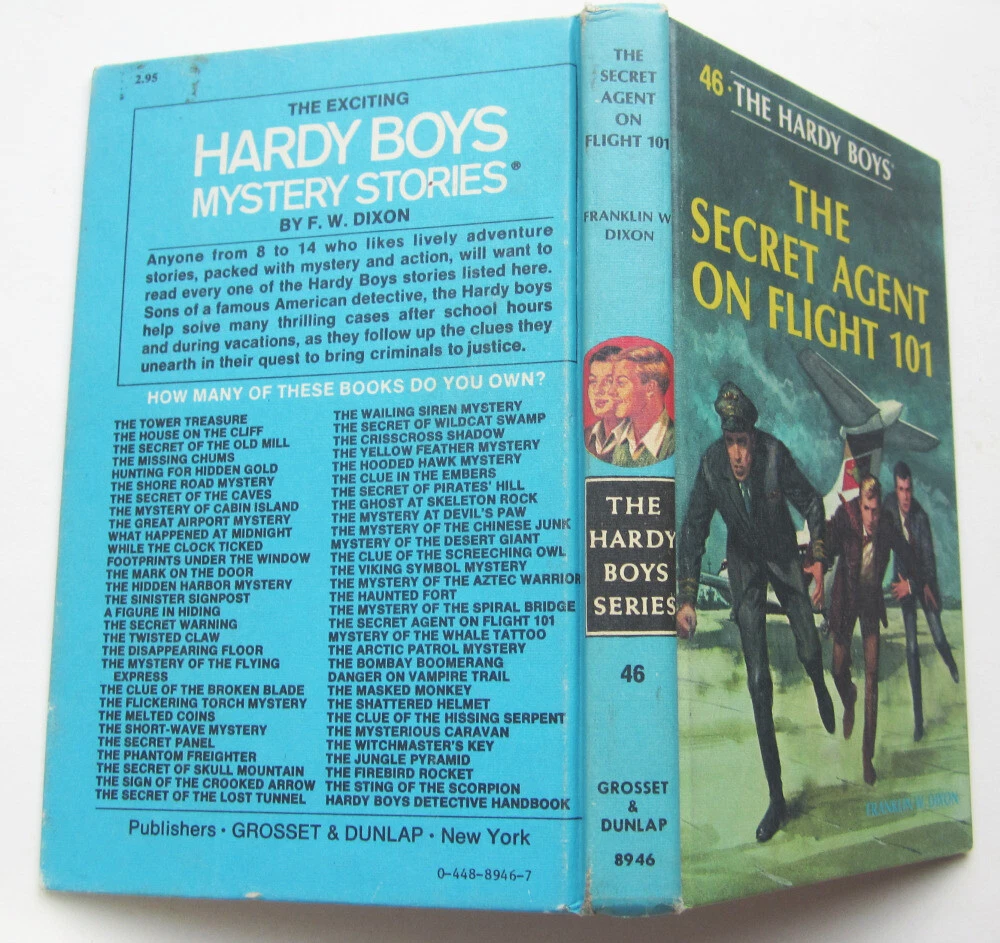 2.95
THE EXCITING
HARDY BOYS
MYSTERY STORIES®
BY F. W. DIXON
Anyone from 8 to 14 who likes lively adventure
stories, packed with mystery and action, will want to
read every one of the Hardy Boys stories listed here.
Sons of a famous American detective, the Hardy boys
help solve many thrilling cases after school hours
and during vacations, as they follow up the clues they
unearth in their quest to bring criminals to justice.
HOW MANY OF THESE BOOKS DO YOU OWN?
THE TOWER TREASURE
THE HOUSE ON THE CLIFF
THE SECRET OF THE OLD MILL
THE MISSING CHUMS
HUNTING FOR HIDDEN GOLD
THE SHORE ROAD MYSTERY
THE SECRET OF THE CAVES
THE MYSTERY OF CABIN ISLAND
THE GREAT AIRPORT MYSTERY
WHAT HAPPENED AT MIDNIGHT
WHILE THE CLOCK TICKED
FOOTPRINTS UNDER THE WINDOW
THE MARK ON THE DOOR
THE HIDDEN HARBOR MYSTERY
THE SINISTER SIGNPOST
A FIGURE IN HIDING
THE SECRET WARNING
THE TWISTED CLAW
THE DISAPPEARING FLOOR
THE MYSTERY OF THE FLYING
EXPRESS
THE CLUE OF THE BROKEN BLADE
THE FLICKERING TORCH MYSTERY
THE MELTED COINS
THE SHORT-WAVE MYSTERY
THE SECRET PANEL
THE PHANTOM FREIGHTER
THE SECRET OF SKULL MOUNTAIN
THE SIGN OF THE CROOKED ARROW
THE SECRET OF THE LOST TUNNEL
THE WAILING SIREN MYSTERY
THE SECRET OF WILDCAT SWAMP
THE CRISSCROSS SHADOW
THE YELLOW FEATHER MYSTERY
THE HOODED HAWK MYSTERY
THE CLUE IN THE EMBERS
THE SECRET OF PIRATES' HILL
THE GHOST AT SKELETON ROCK
THE MYSTERY AT DEVIL'S PAW
THE MYSTERY OF THE CHINESE JUNK
MYSTERY OF THE DESERT GIANT
THE CLUE OF THE SCREECHING OWL
THE VIKING SYMBOL MYSTERY
THE MYSTERY OF THE AZTEC WARRIOR
THE HAUNTED FORT
THE MYSTERY OF THE SPIRAL BRIDGE
THE SECRET AGENT ON FLIGHT 101
MYSTERY OF THE WHALE TATTOO
THE ARCTIC PATROL MYSTERY
THE BOMBAY BOOMERANG
DANGER ON VAMPIRE TRAIL
THE MASKED MONKEY
THE SHATTERED HELMET
THE CLUE OF THE HISSING SERPENT
THE MYSTERIOUS CARAVAN
THE WITCHMASTER'S KEY
THE JUNGLE PYRAMID
THE FIREBIRD ROCKET
THE STING OF THE SCORPION
HARDY BOYS DETECTIVE HANDBOOK
Publishers • GROSSET & DUNLAP • New York
0-448-8946-7
THE
SECRET
AGENT
ON
FLIGHT 101
FRANKLIN W
DIXON
THE
HARDY
BOYS
SERIES
46
GROSSET
&
DUNLAP
8946
46 • THE HARDY BOYS
THE
SECRET AGENT
ON FLIGHT 101
FRANKLIN W. DIXON